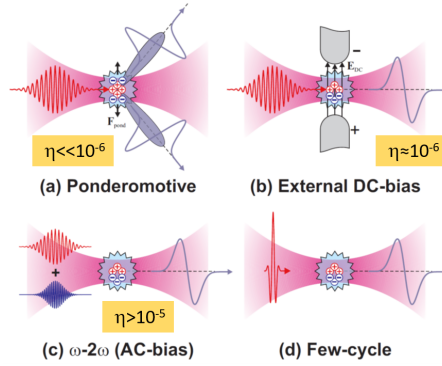 F_pond
η<<10⁻⁶
(a) Ponderomotive
−
E_DC
+
η≈10⁻⁶
(b) External DC-bias
+
η>10⁻⁵
(c) ω-2ω (AC-bias)
(d) Few-cycle